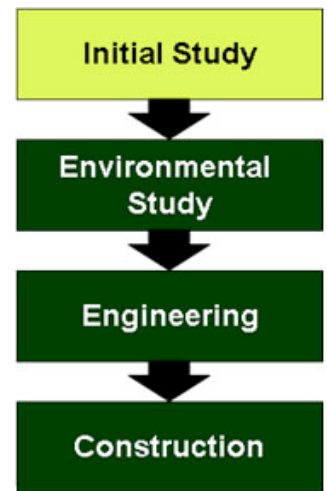 Initial Study
Environmental
Study
Engineering
Construction